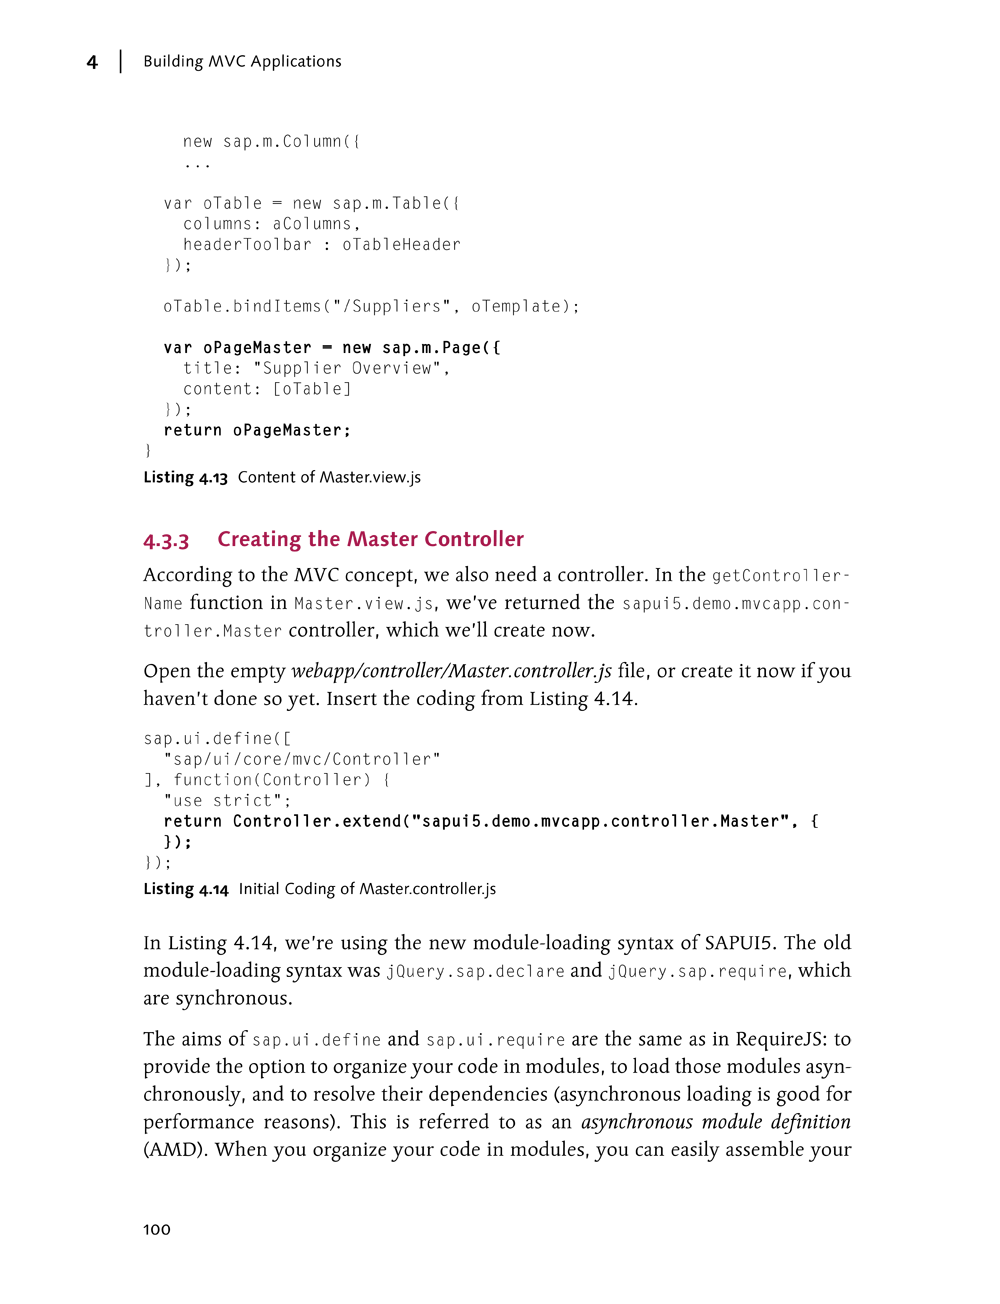 4 | Building MVC Applications
new sap.m.Column({
...
var oTable = new sap.m.Table({
columns: aColumns,
headerToolbar : oTableHeader
});
oTable.bindItems("/Suppliers", oTemplate);
var oPageMaster = new sap.m.Page({
title: "Supplier Overview",
content: [oTable]
});
return oPageMaster;
}
Listing 4.13 Content of Master.view.js
4.3.3 Creating the Master Controller
According to the MVC concept, we also need a controller. In the getController-
Name function in Master.view.js, we've returned the sapui5.demo.mvcapp.con-
troller.Master controller, which we'll create now.
Open the empty webapp/controller/Master.controller.js file, or create it now if you
haven't done so yet. Insert the coding from Listing 4.14.
sap.ui.define([
"sap/ui/core/mvc/Controller"
], function(Controller) {
"use strict";
return Controller.extend("sapui5.demo.mvcapp.controller.Master", {
});
});
Listing 4.14 Initial Coding of Master.controller.js
In Listing 4.14, we're using the new module-loading syntax of SAPUI5. The old
module-loading syntax was jQuery.sap.declare and jQuery.sap.require, which
are synchronous.
The aims of sap.ui.define and sap.ui.require are the same as in RequireJS: to
provide the option to organize your code in modules, to load those modules asyn-
chronously, and to resolve their dependencies (asynchronous loading is good for
performance reasons). This is referred to as an asynchronous module definition
(AMD). When you organize your code in modules, you can easily assemble your
100